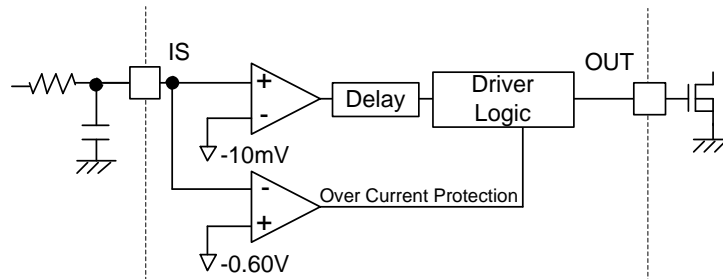 IS
OUT
+
-
Delay
Driver
Logic
-10mV
-
+
Over Current Protection
-0.60V